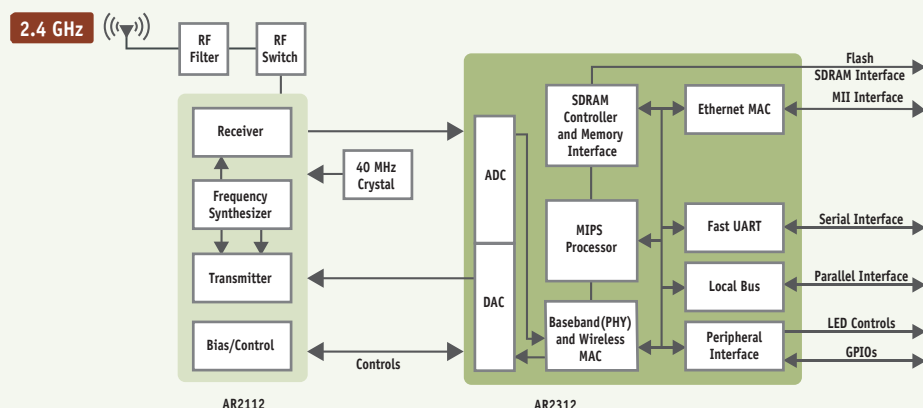 2.4 GHz
RF
Filter
RF
Switch
Receiver
Frequency
Synthesizer
Transmitter
Bias/Control
AR2112
40 MHz
Crystal
Controls
ADC
DAC
SDRAM
Controller
and Memory
Interface
MIPS
Processor
Baseband(PHY)
and Wireless
MAC
Ethernet MAC
Fast UART
Local Bus
Peripheral
Interface
AR2312
Flash
SDRAM Interface
MII Interface
Serial Interface
Parallel Interface
LED Controls
GPIOs